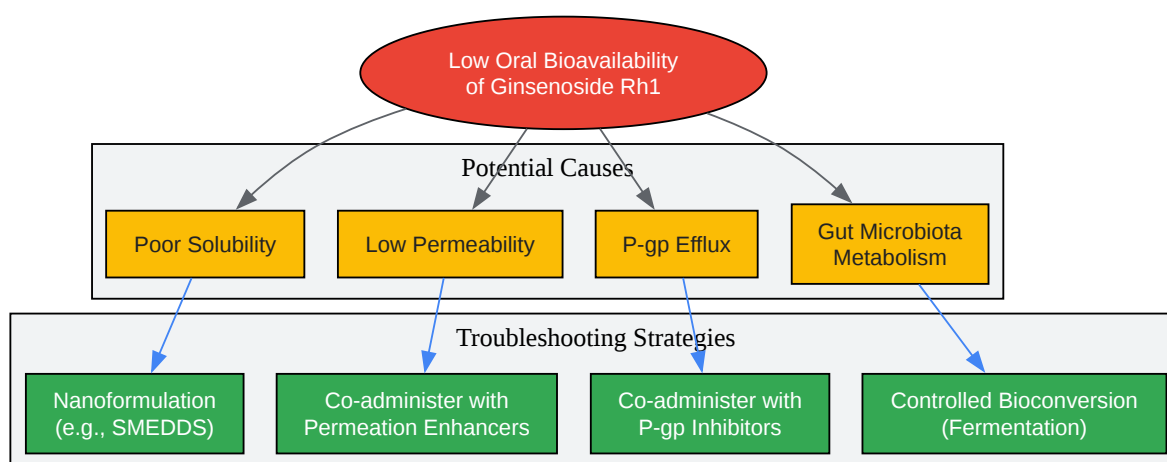 Low Oral Bioavailability
of Ginsenoside Rh1
Potential Causes
Poor Solubility
Low Permeability
P-gp Efflux
Gut Microbiota
Metabolism
Troubleshooting Strategies
Nanoformulation
(e.g., SMEDDS)
Co-administer with
Permeation Enhancers
Co-administer with
P-gp Inhibitors
Controlled Bioconversion
(Fermentation)